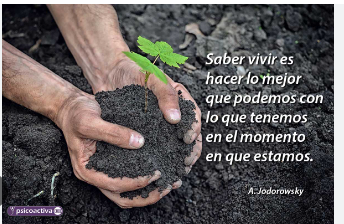 Saber vivir es
hacer lo mejor
que podemos con
lo que tenemos
en el momento
en que estamos.
A. Jodorowsky
psicoactiva